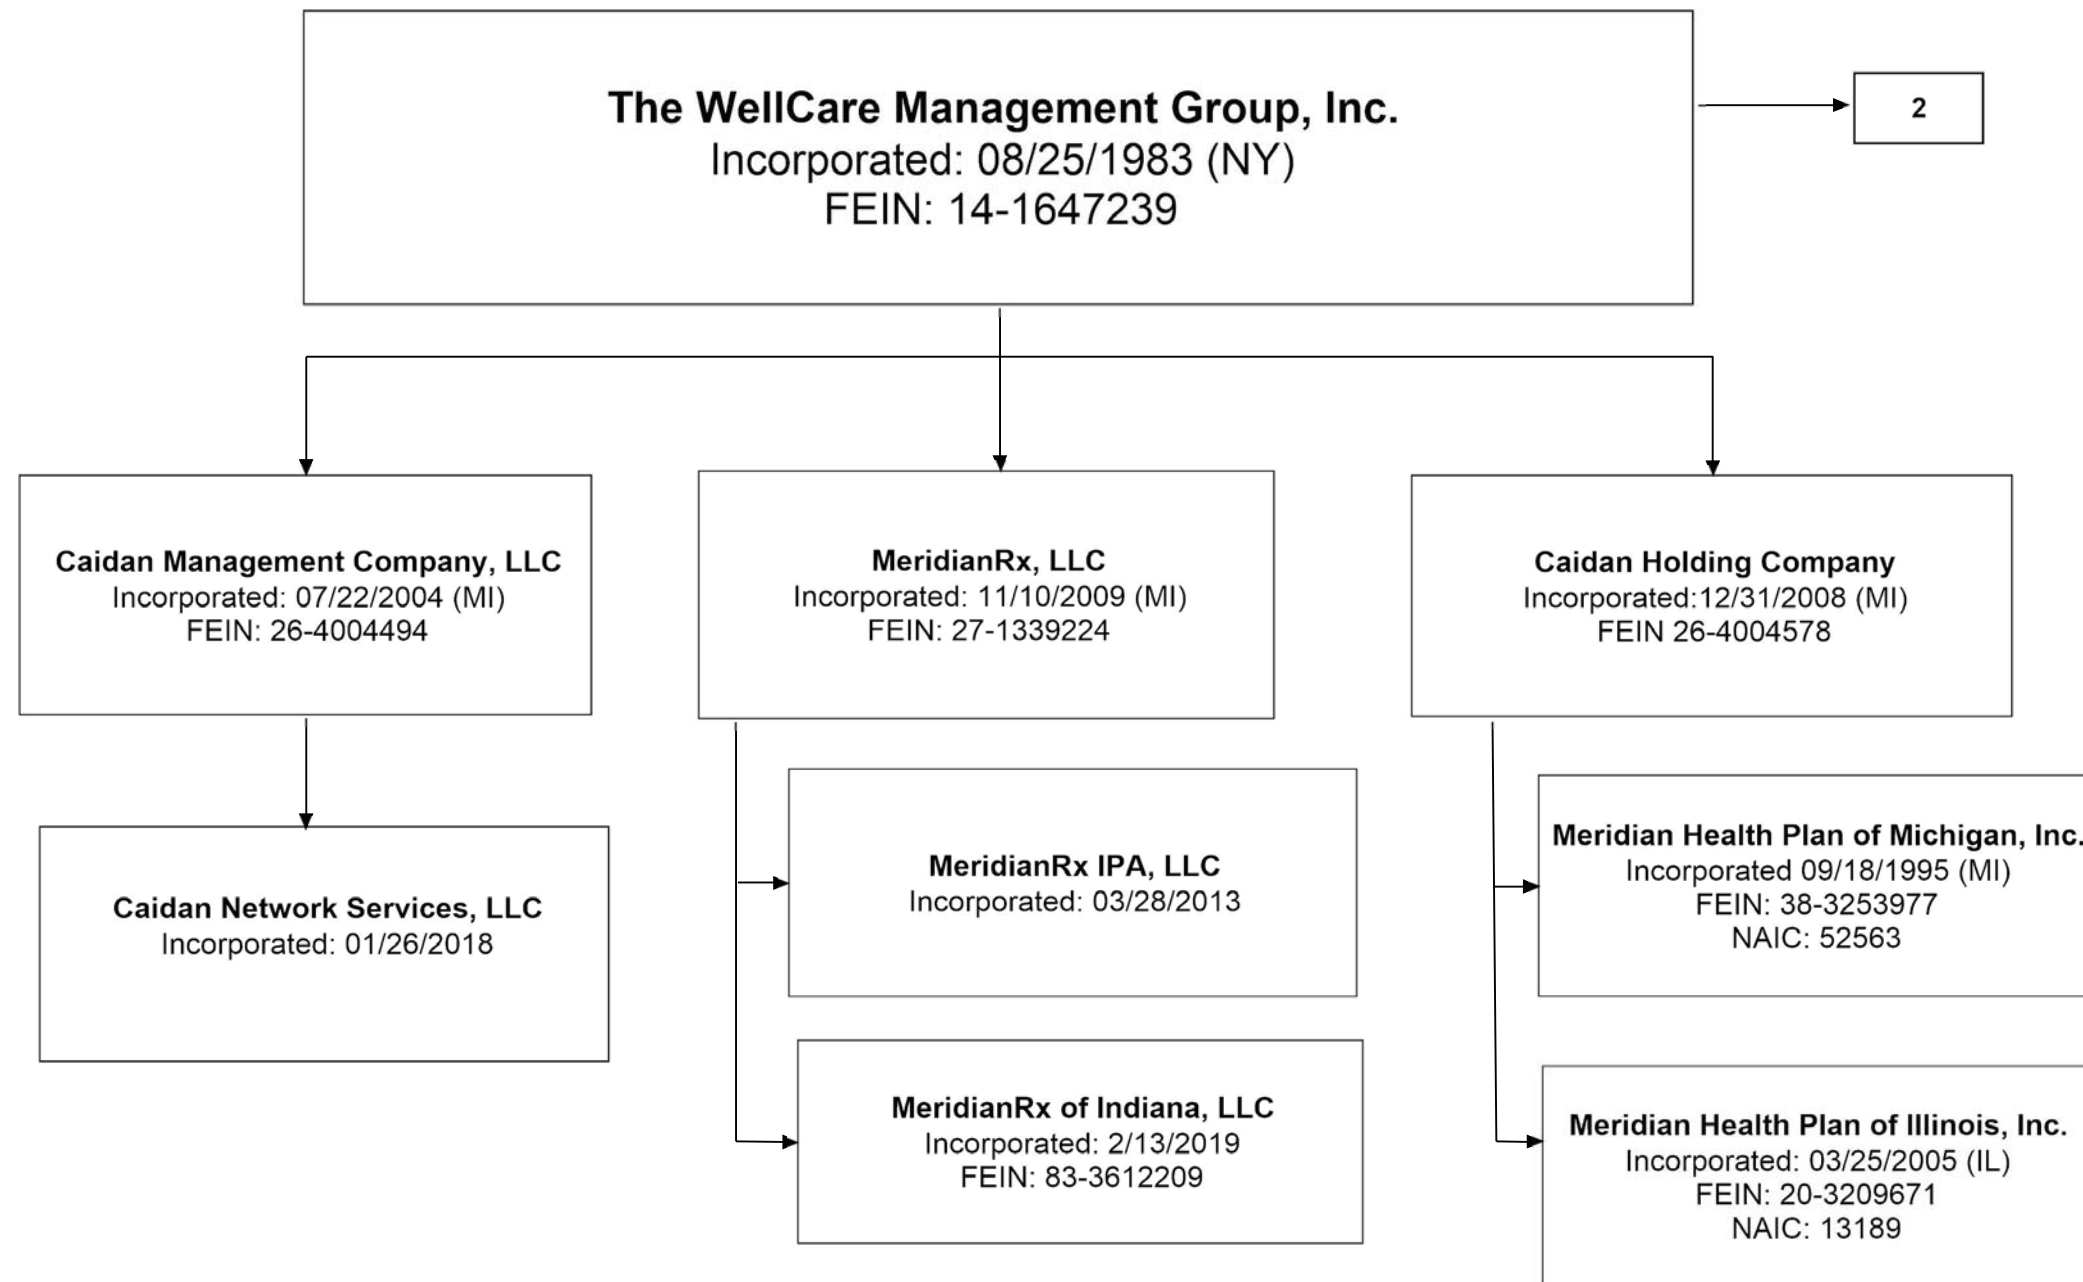 The WellCare Management Group, Inc.
Incorporated: 08/25/1983 (NY)
FEIN: 14-1647239
2
Caidan Management Company, LLC
Incorporated: 07/22/2004 (MI)
FEIN: 26-4004494
MeridianRx, LLC
Incorporated: 11/10/2009 (MI)
FEIN: 27-1339224
Caidan Holding Company
Incorporated:12/31/2008 (MI)
FEIN 26-4004578
Caidan Network Services, LLC
Incorporated: 01/26/2018
MeridianRx IPA, LLC
Incorporated: 03/28/2013
MeridianRx of Indiana, LLC
Incorporated: 2/13/2019
FEIN: 83-3612209
Meridian Health Plan of Michigan, Inc.
Incorporated 09/18/1995 (MI)
FEIN: 38-3253977
NAIC: 52563
Meridian Health Plan of Illinois, Inc.
Incorporated: 03/25/2005 (IL)
FEIN: 20-3209671
NAIC: 13189